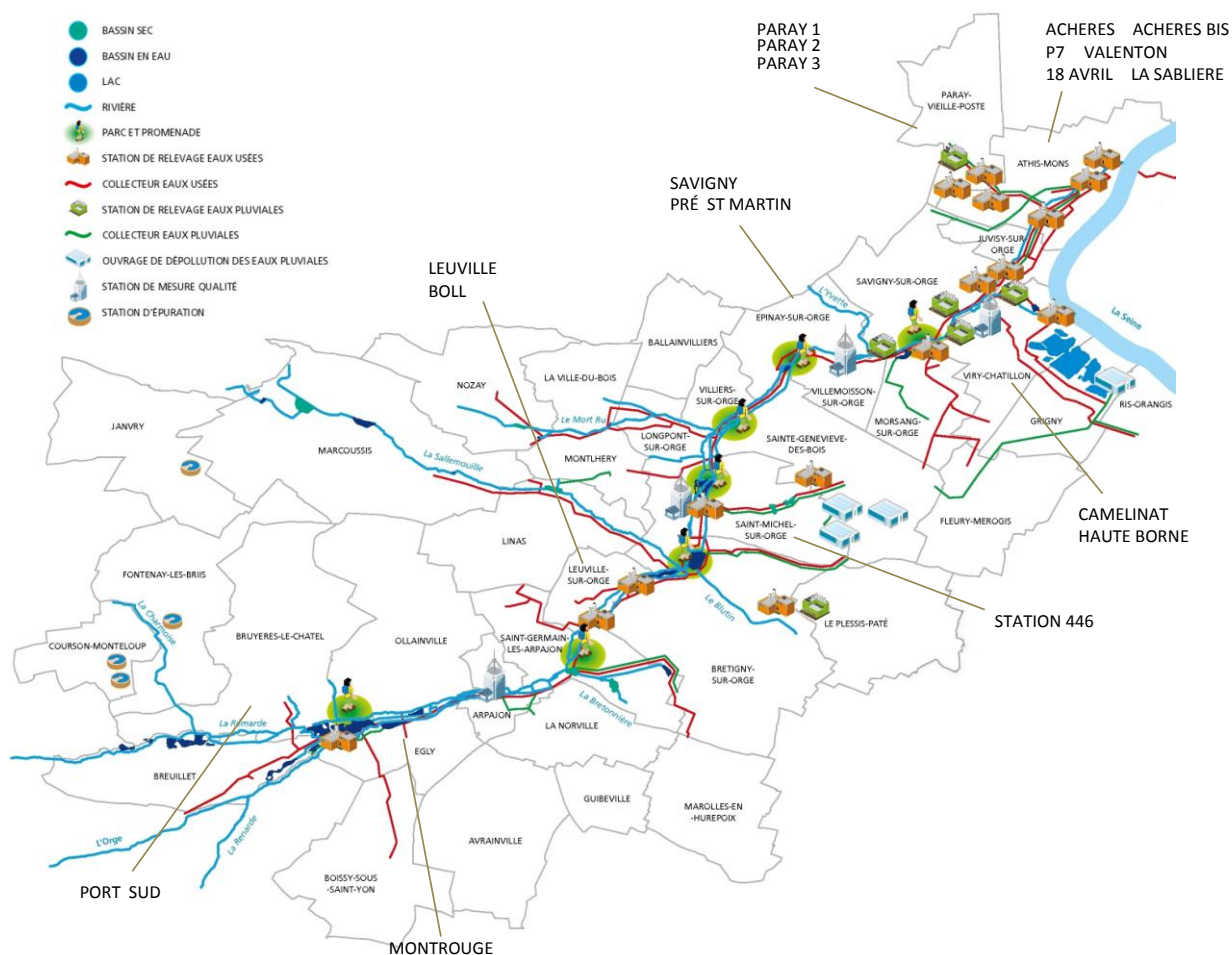 BASSIN SEC
BASSIN EN EAU
LAC
RIVIÈRE
PARC ET PROMENADE
STATION DE RELEVAGE EAUX USÉES
COLLECTEUR EAUX USÉES
STATION DE RELEVAGE EAUX PLUVIALES
COLLECTEUR EAUX PLUVIALES
OUVRAGE DE DÉPOLLUTION DES EAUX PLUVIALES
STATION DE MESURE QUALITÉ
STATION D'ÉPURATION
PARAY 1
PARAY 2
PARAY 3
ACHERES ACHERES BIS
P7 VALENTON
18 AVRIL LA SABLIERE
PARAY-
VIEILLE-POSTE
ATHIS-MONS
SAVIGNY
PRÉ ST MARTIN
JUVISY-SUR-
ORGE
LEUVILLE
BOLL
SAVIGNY-SUR-ORGE
L'Yvette
EPINAY-SUR-ORGE
La Seine
BALLAINVILLIERS
LA VILLE-DU-BOIS
NOZAY
VILLIERS-
SUR-ORGE
VILLEMOISSON-
SUR-ORGE
VIRY-CHATILLON
RIS-ORANGIS
GRIGNY
MORSANG-
SUR-ORGE
JANVRY
MARCOUSSIS
Le Mort Ru
LONGPONT-
SUR-ORGE
SAINTE-GENEVIEVE-
DES-BOIS
MONTLHERY
La Sallemouille
CAMELINAT
HAUTE BORNE
FLEURY-MEROGIS
SAINT-MICHEL-
SUR-ORGE
LINAS
LEUVILLE-
SUR-ORGE
FONTENAY-LES-BRIIS
La Charmoise
Le Blutin
STATION 446
LE PLESSIS-PATÉ
BRUYERES-LE-CHATEL
OLLAINVILLE
SAINT-GERMAIN
-LES-ARPAJON
COURSON-MONTELOUP
BRETIGNY-
SUR-ORGE
La Bretonnière
ARPAJON
LA NORVILLE
La Remarde
EGLY
BREUILLET
GUIBEVILLE
MAROLLES-EN
-HUREPOIX
L'Orge
La Renarde
AVRAINVILLE
BOISSY-SOUS
-SAINT-YON
PORT SUD
MONTROUGE